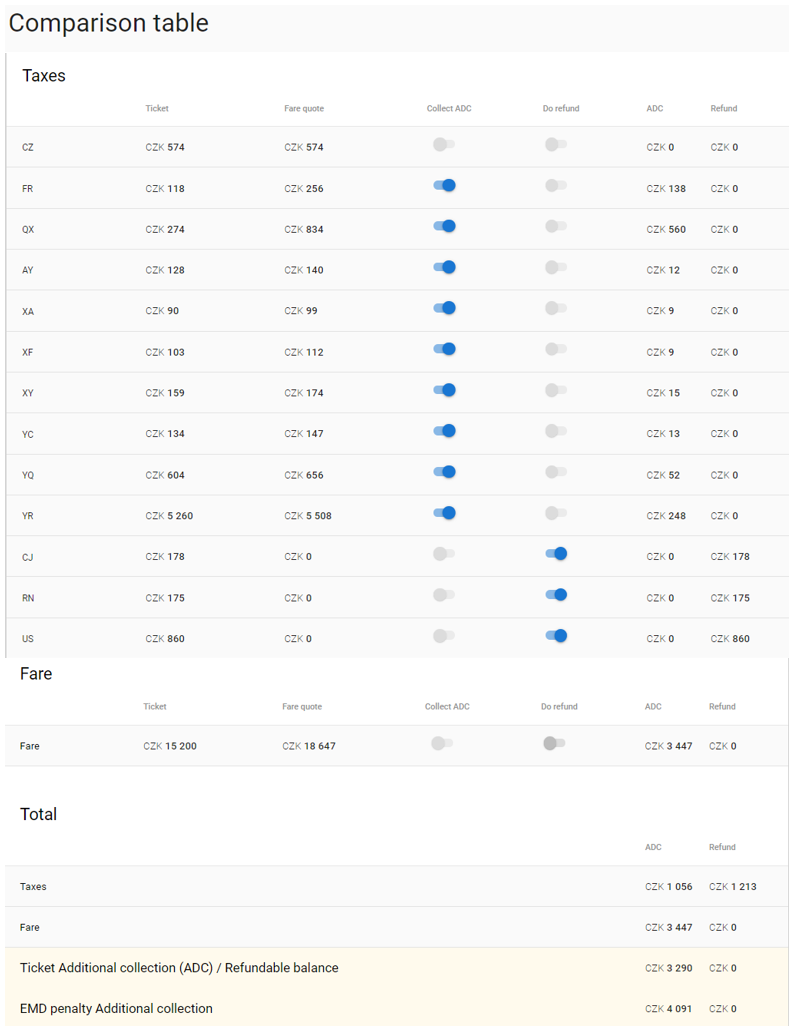 Comparison table
Taxes
Ticket Fare quote Collect ADC Do refund ADC Refund
CZ CZK 574 CZK 574 CZK 0 CZK 0
FR CZK 118 CZK 256 CZK 138 CZK 0
QX CZK 274 CZK 834 CZK 560 CZK 0
AY CZK 128 CZK 140 CZK 12 CZK 0
XA CZK 90 CZK 99 CZK 9 CZK 0
XF CZK 103 CZK 112 CZK 9 CZK 0
XY CZK 159 CZK 174 CZK 15 CZK 0
YC CZK 134 CZK 147 CZK 13 CZK 0
YQ CZK 604 CZK 656 CZK 52 CZK 0
YR CZK 5 260 CZK 5 508 CZK 248 CZK 0
CJ CZK 178 CZK 0 CZK 0 CZK 178
RN CZK 175 CZK 0 CZK 0 CZK 175
US CZK 860 CZK 0 CZK 0 CZK 860
Fare
Ticket Fare quote Collect ADC Do refund ADC Refund
Fare CZK 15 200 CZK 18 647 CZK 3 447 CZK 0
Total
ADC Refund
Taxes CZK 1 056 CZK 1 213
Fare CZK 3 447 CZK 0
Ticket Additional collection (ADC) / Refundable balance CZK 3 290 CZK 0
EMD penalty Additional collection CZK 4 091 CZK 0